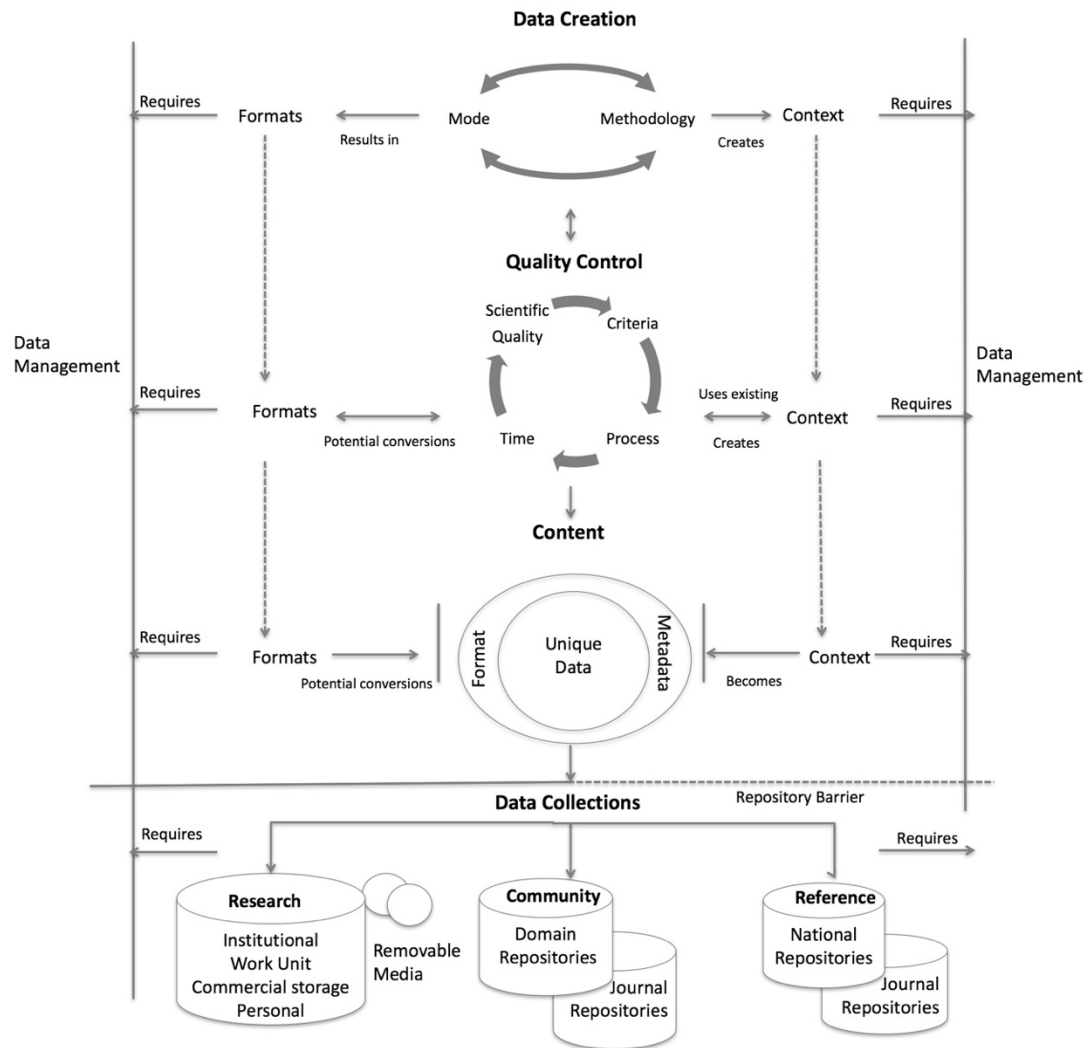 Data Creation
Requires
Formats
Results in
Mode
Methodology
Creates
Context
Requires
Quality Control
Scientific
Quality
Criteria
Process
Time
Data
Management
Data
Management
Requires
Formats
Potential conversions
Uses existing
Creates
Context
Requires
Content
Format
Unique
Data
Metadata
Requires
Formats
Potential conversions
Becomes
Context
Requires
Repository Barrier
Data Collections
Requires
Requires
Research
Institutional
Work Unit
Commercial storage
Personal
Removable
Media
Community
Domain
Repositories
Journal
Repositories
Reference
National
Repositories
Journal
Repositories